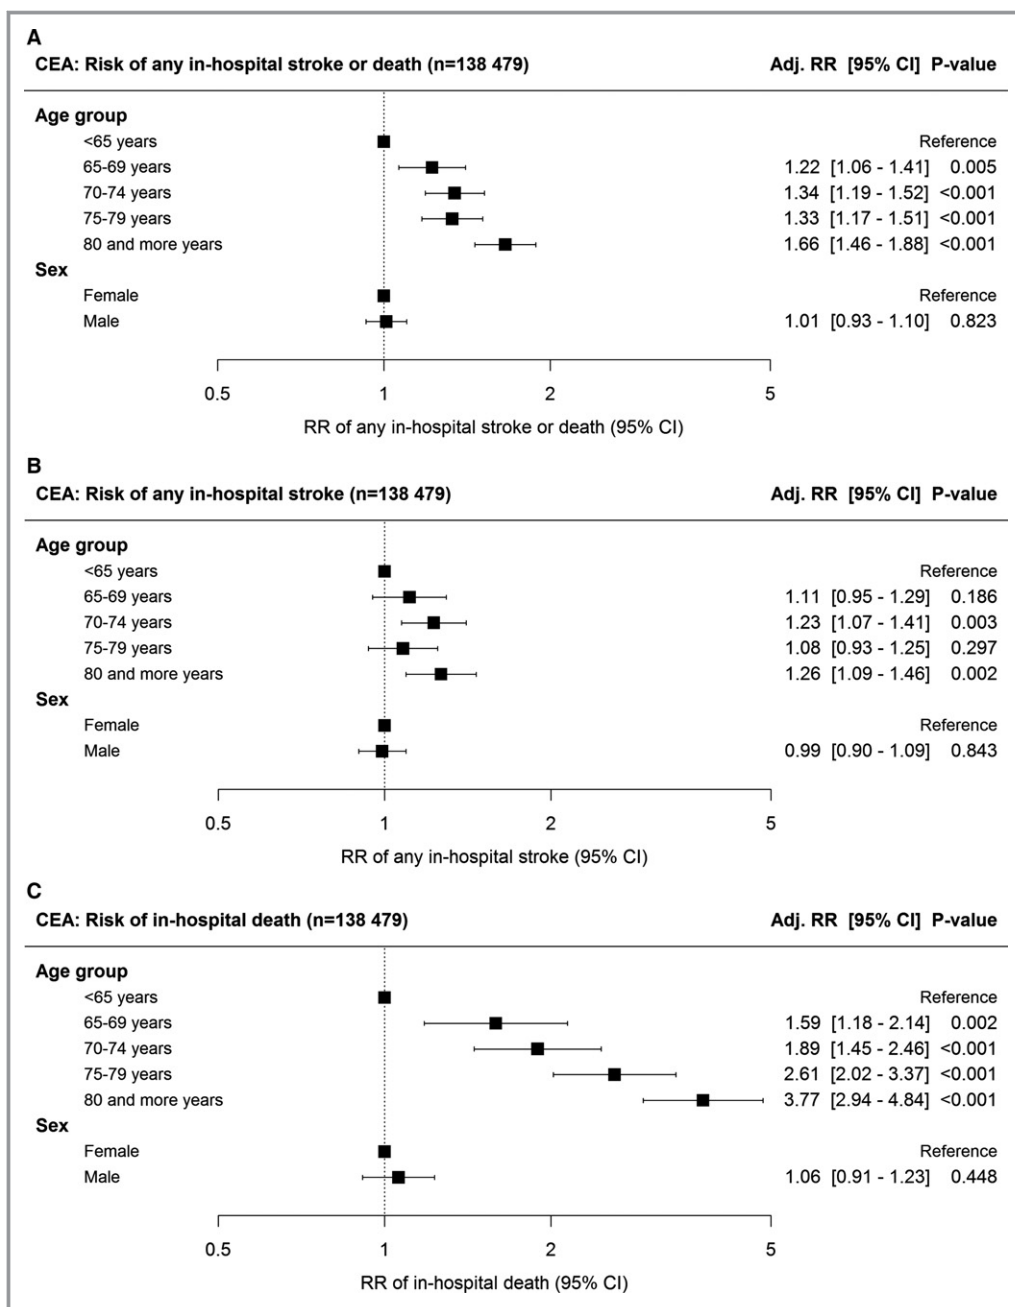 A
CEA: Risk of any in-hospital stroke or death (n=138 479) Adj. RR [95% CI] P-value
Age group
<65 years Reference
65-69 years 1.22 [1.06 - 1.41] 0.005
70-74 years 1.34 [1.19 - 1.52] <0.001
75-79 years 1.33 [1.17 - 1.51] <0.001
80 and more years 1.66 [1.46 - 1.88] <0.001
Sex
Female Reference
Male 1.01 [0.93 - 1.10] 0.823
0.5 1 2 5
RR of any in-hospital stroke or death (95% CI)
B
CEA: Risk of any in-hospital stroke (n=138 479) Adj. RR [95% CI] P-value
Age group
<65 years Reference
65-69 years 1.11 [0.95 - 1.29] 0.186
70-74 years 1.23 [1.07 - 1.41] 0.003
75-79 years 1.08 [0.93 - 1.25] 0.297
80 and more years 1.26 [1.09 - 1.46] 0.002
Sex
Female Reference
Male 0.99 [0.90 - 1.09] 0.843
0.5 1 2 5
RR of any in-hospital stroke (95% CI)
C
CEA: Risk of in-hospital death (n=138 479) Adj. RR [95% CI] P-value
Age group
<65 years Reference
65-69 years 1.59 [1.18 - 2.14] 0.002
70-74 years 1.89 [1.45 - 2.46] <0.001
75-79 years 2.61 [2.02 - 3.37] <0.001
80 and more years 3.77 [2.94 - 4.84] <0.001
Sex
Female Reference
Male 1.06 [0.91 - 1.23] 0.448
0.5 1 2 5
RR of in-hospital death (95% CI)